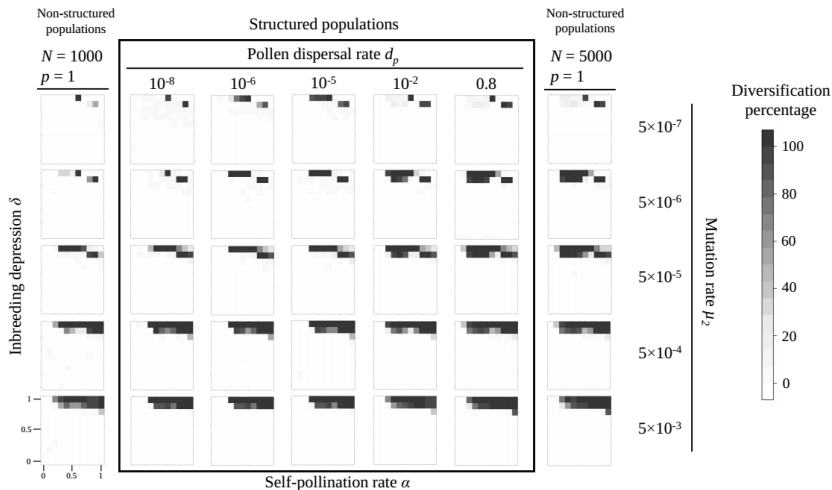 Non-structured
populations
N = 1000
p = 1
Structured populations
Pollen dispersal rate dp
10-8
10-6
10-5
10-2
0.8
Non-structured
populations
N = 5000
p = 1
Diversification
percentage
100
80
60
40
20
0
5×10-7
5×10-6
5×10-5
5×10-4
5×10-3
Mutation rate μ2
Inbreeding depression δ
1
0.5
0
0
0.5
1
Self-pollination rate α